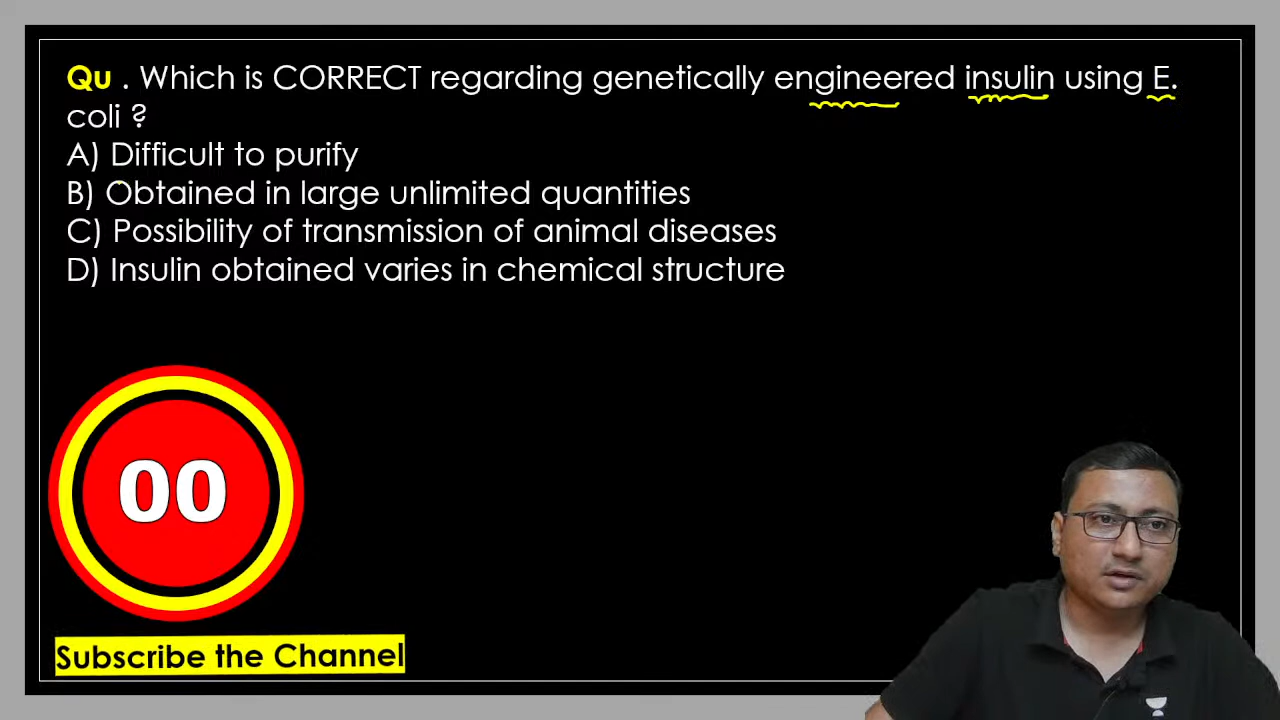 Qu . Which is CORRECT regarding genetically engineered insulin using E.
coli ?
A) Difficult to purify
B) Obtained in large unlimited quantities
C) Possibility of transmission of animal diseases
D) Insulin obtained varies in chemical structure
00
Subscribe the Channel